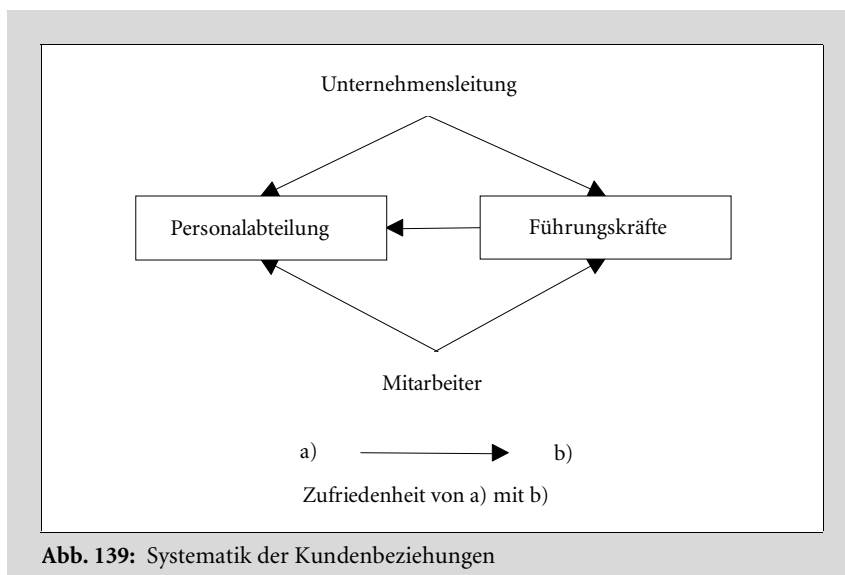 Unternehmensleitung
Personalabteilung
Führungskräfte
Mitarbeiter
a) b)
Zufriedenheit von a) mit b)
Abb. 139: Systematik der Kundenbeziehungen